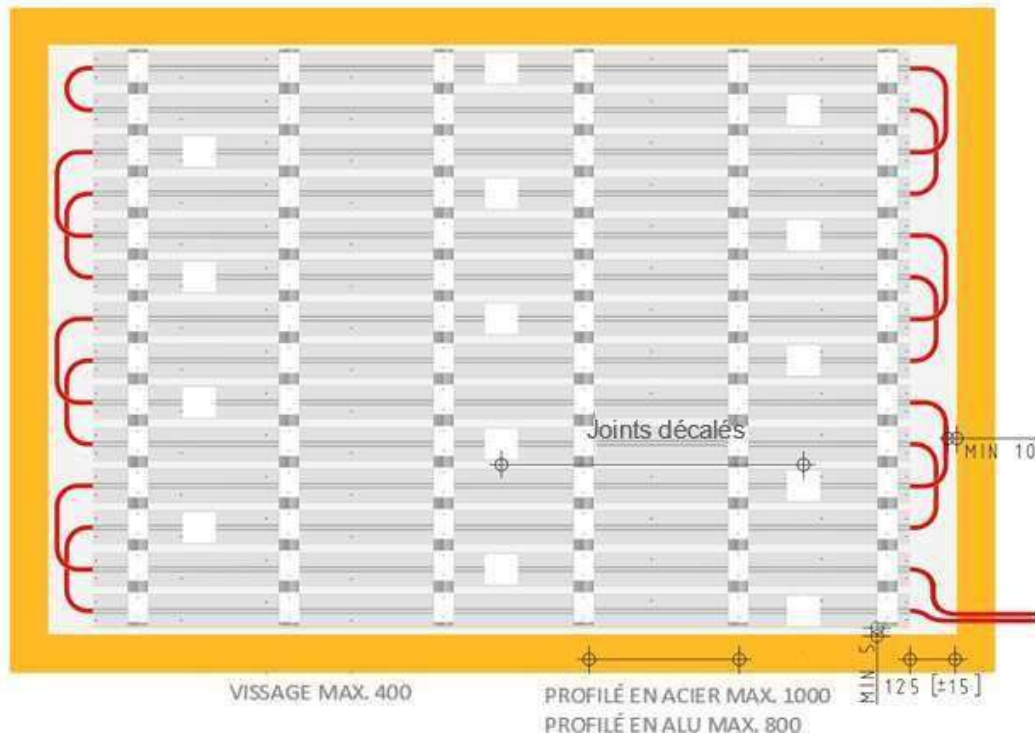 Joints décalés
MIN 10
MIN 5
125 [±15]
VISSAGE MAX. 400
PROFILÉ EN ACIER MAX. 1000
PROFILÉ EN ALU MAX. 800